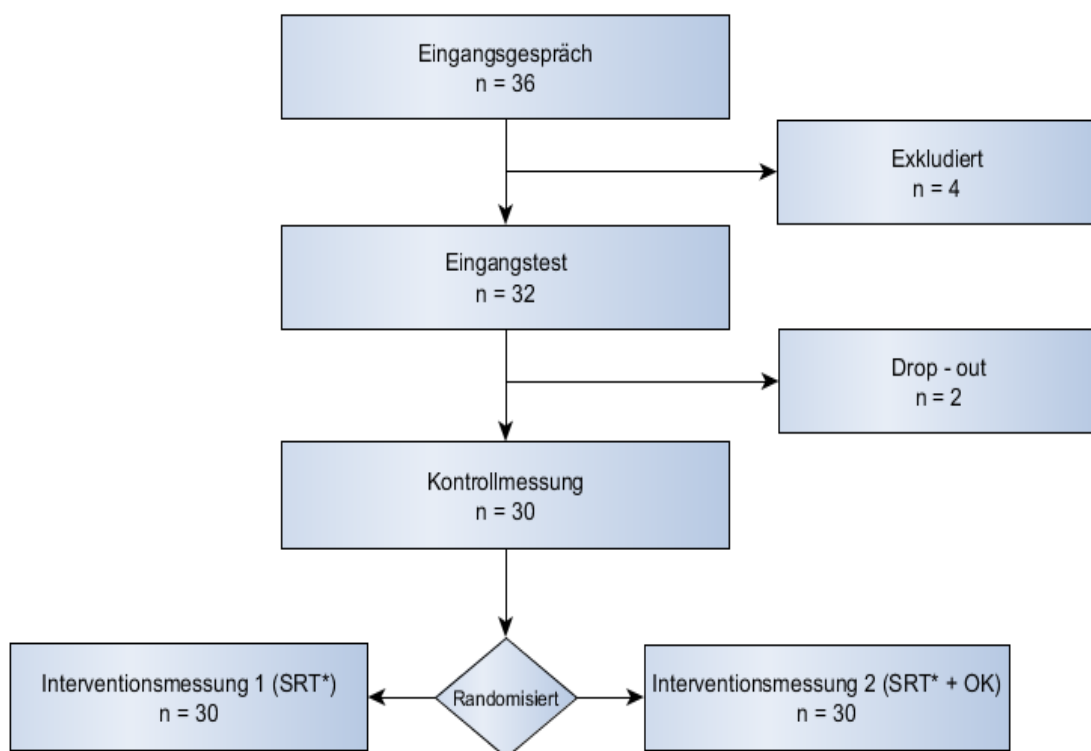 Eingangsgespräch
n = 36
Exkludiert
n = 4
Eingangstest
n = 32
Drop - out
n = 2
Kontrollmessung
n = 30
Interventionsmessung 1 (SRT*)
n = 30
Randomisiert
Interventionsmessung 2 (SRT* + OK)
n = 30